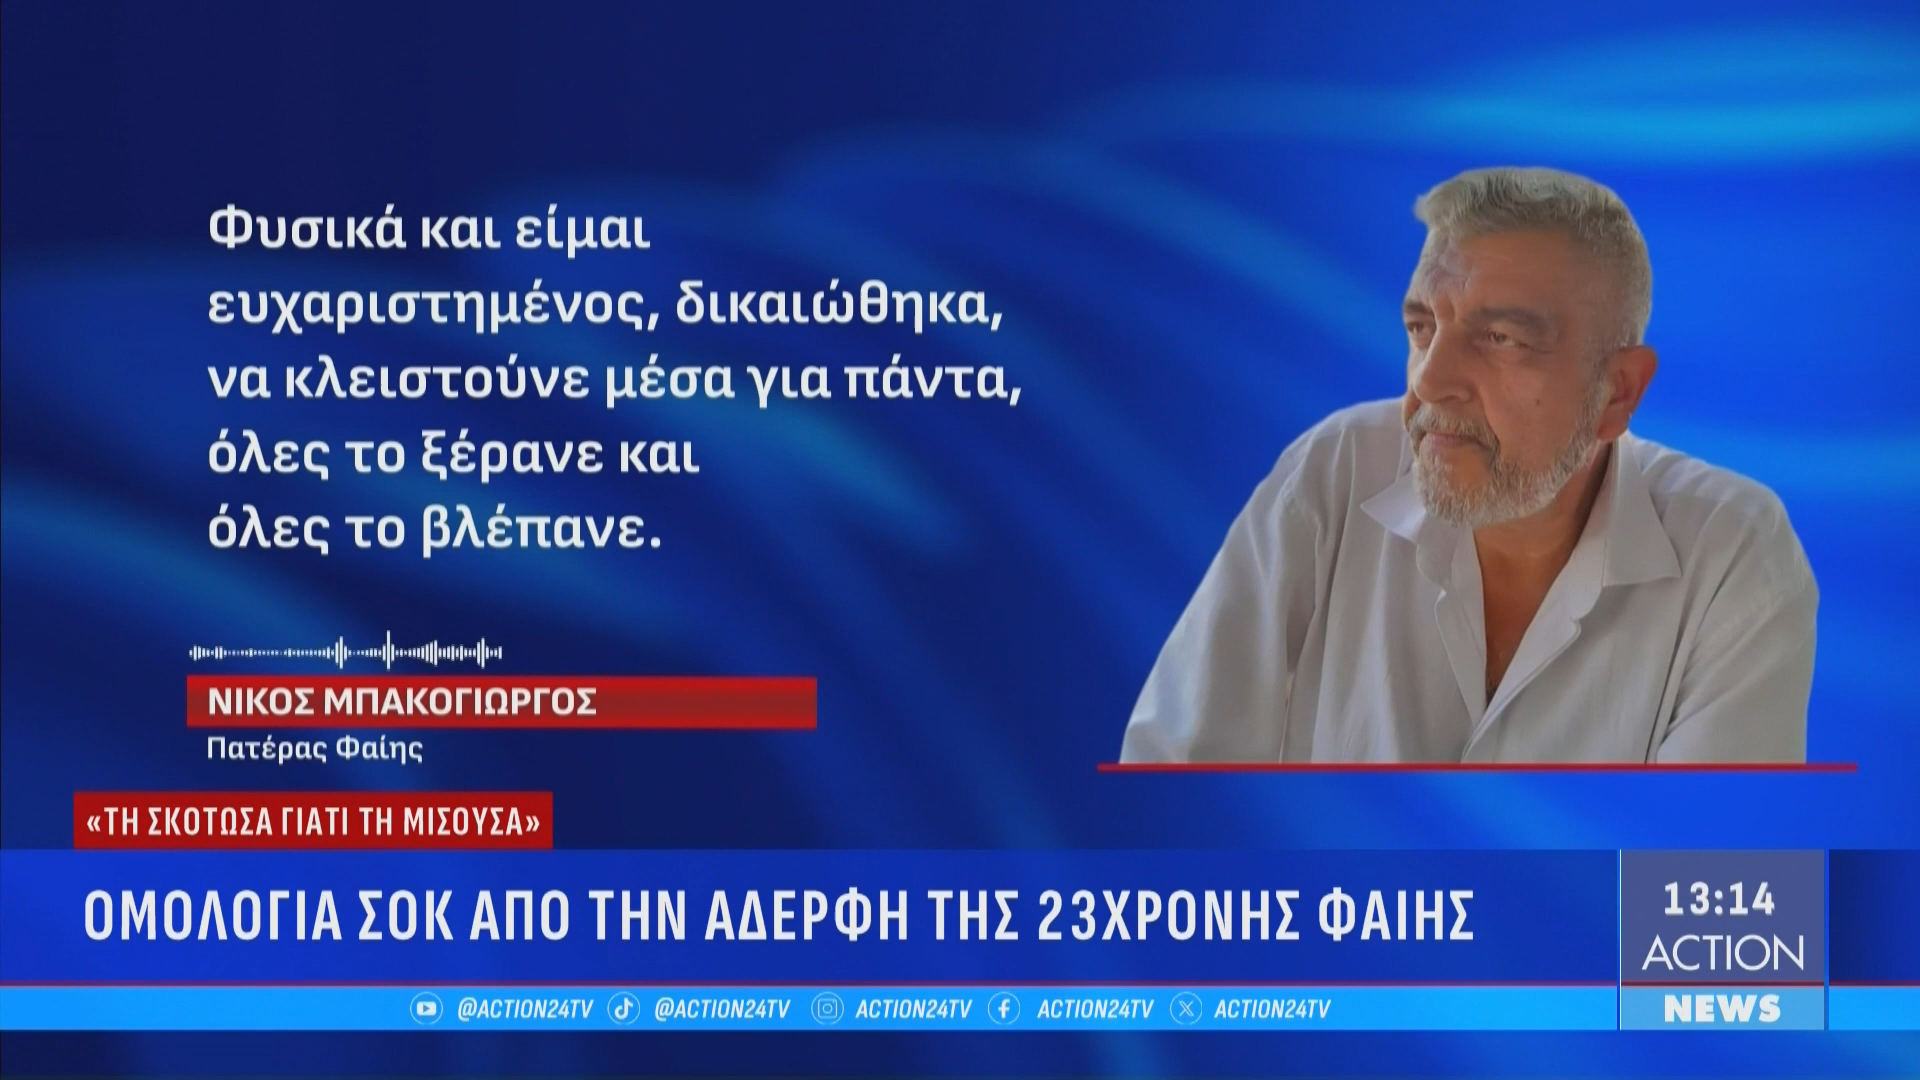 Φυσικά και είμαι
ευχαριστημένος, δικαιώθηκα,
να κλειστούνε μέσα για πάντα,
όλες το ξέρανε και
όλες το βλέπανε.
ΝΙΚΟΣ ΜΠΑΚΟΓΙΩΡΓΟΣ
Πατέρας Φαίης
«ΤΗ ΣΚΟΤΩΣΑ ΓΙΑΤΙ ΤΗ ΜΙΣΟΥΣΑ»
ΟΜΟΛΟΓΙΑ ΣΟΚ ΑΠΟ ΤΗΝ ΑΔΕΡΦΗ ΤΗΣ 23ΧΡΟΝΗΣ ΦΑΙΗΣ
13:14
ACTION
NEWS
@ACTION24TV @ACTION24TV ACTION24TV ACTION24TV ACTION24TV